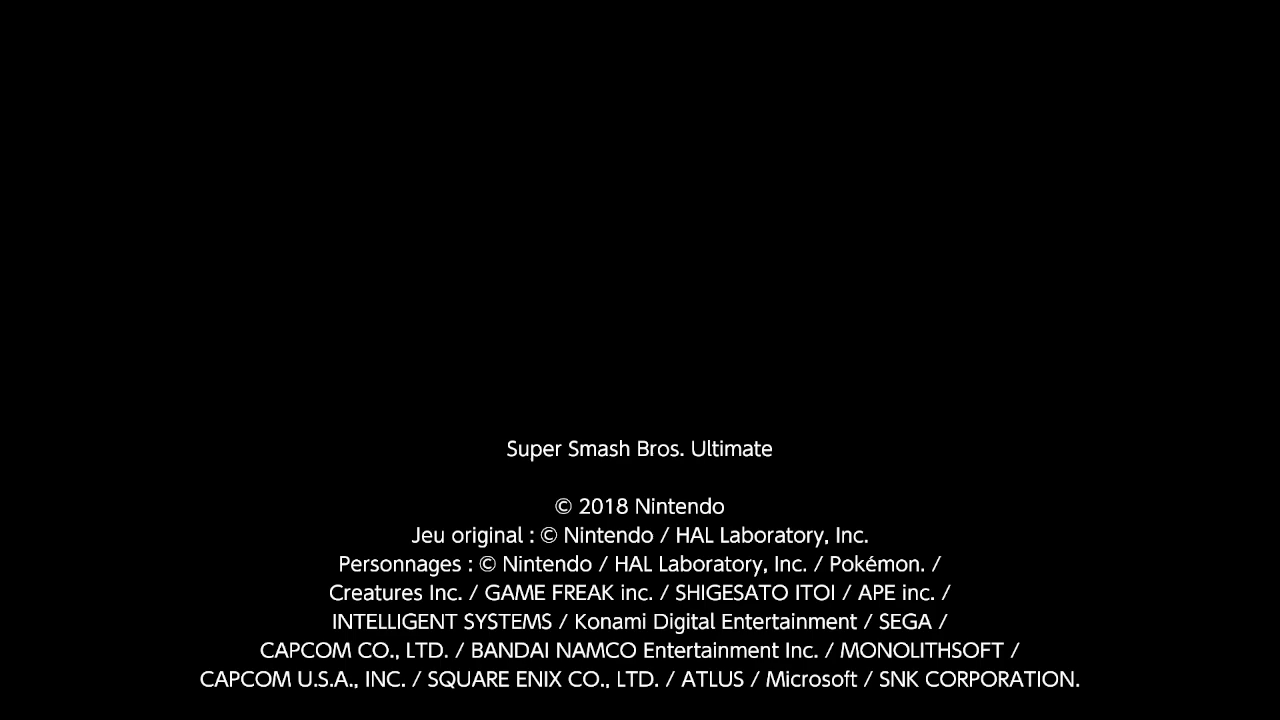 Super Smash Bros. Ultimate
© 2018 Nintendo
Jeu original : © Nintendo / HAL Laboratory, Inc.
Personnages : © Nintendo / HAL Laboratory, Inc. / Pokémon. /
Creatures Inc. / GAME FREAK inc. / SHIGESATO ITOI / APE inc. /
INTELLIGENT SYSTEMS / Konami Digital Entertainment / SEGA /
CAPCOM CO., LTD. / BANDAI NAMCO Entertainment Inc. / MONOLITHSOFT /
CAPCOM U.S.A., INC. / SQUARE ENIX CO., LTD. / ATLUS / Microsoft / SNK CORPORATION.